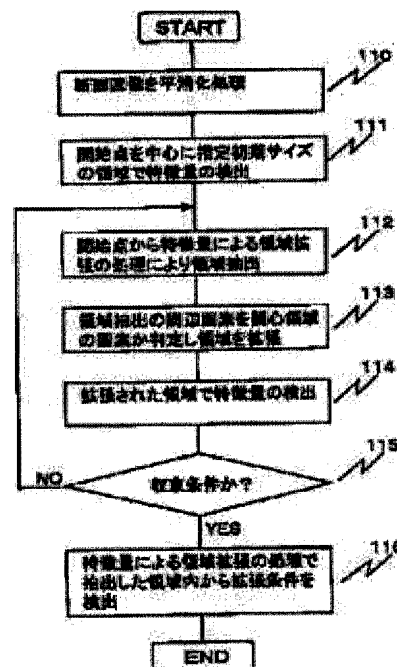 START
110
断面画像を平滑化処理
111
開始点を中心に指定初期サイズ
の領域で特徴量の検出
112
開始点から特徴量による領域拡
張の処理により領域抽出
113
領域抽出の周辺画素を関心領域
の画素か判定し領域を拡張
114
拡張された領域で特徴量の検出
115
収束条件か？
NO
YES
116
特徴量による領域拡張の処理で
抽出した領域内から拡張条件を
検出
END